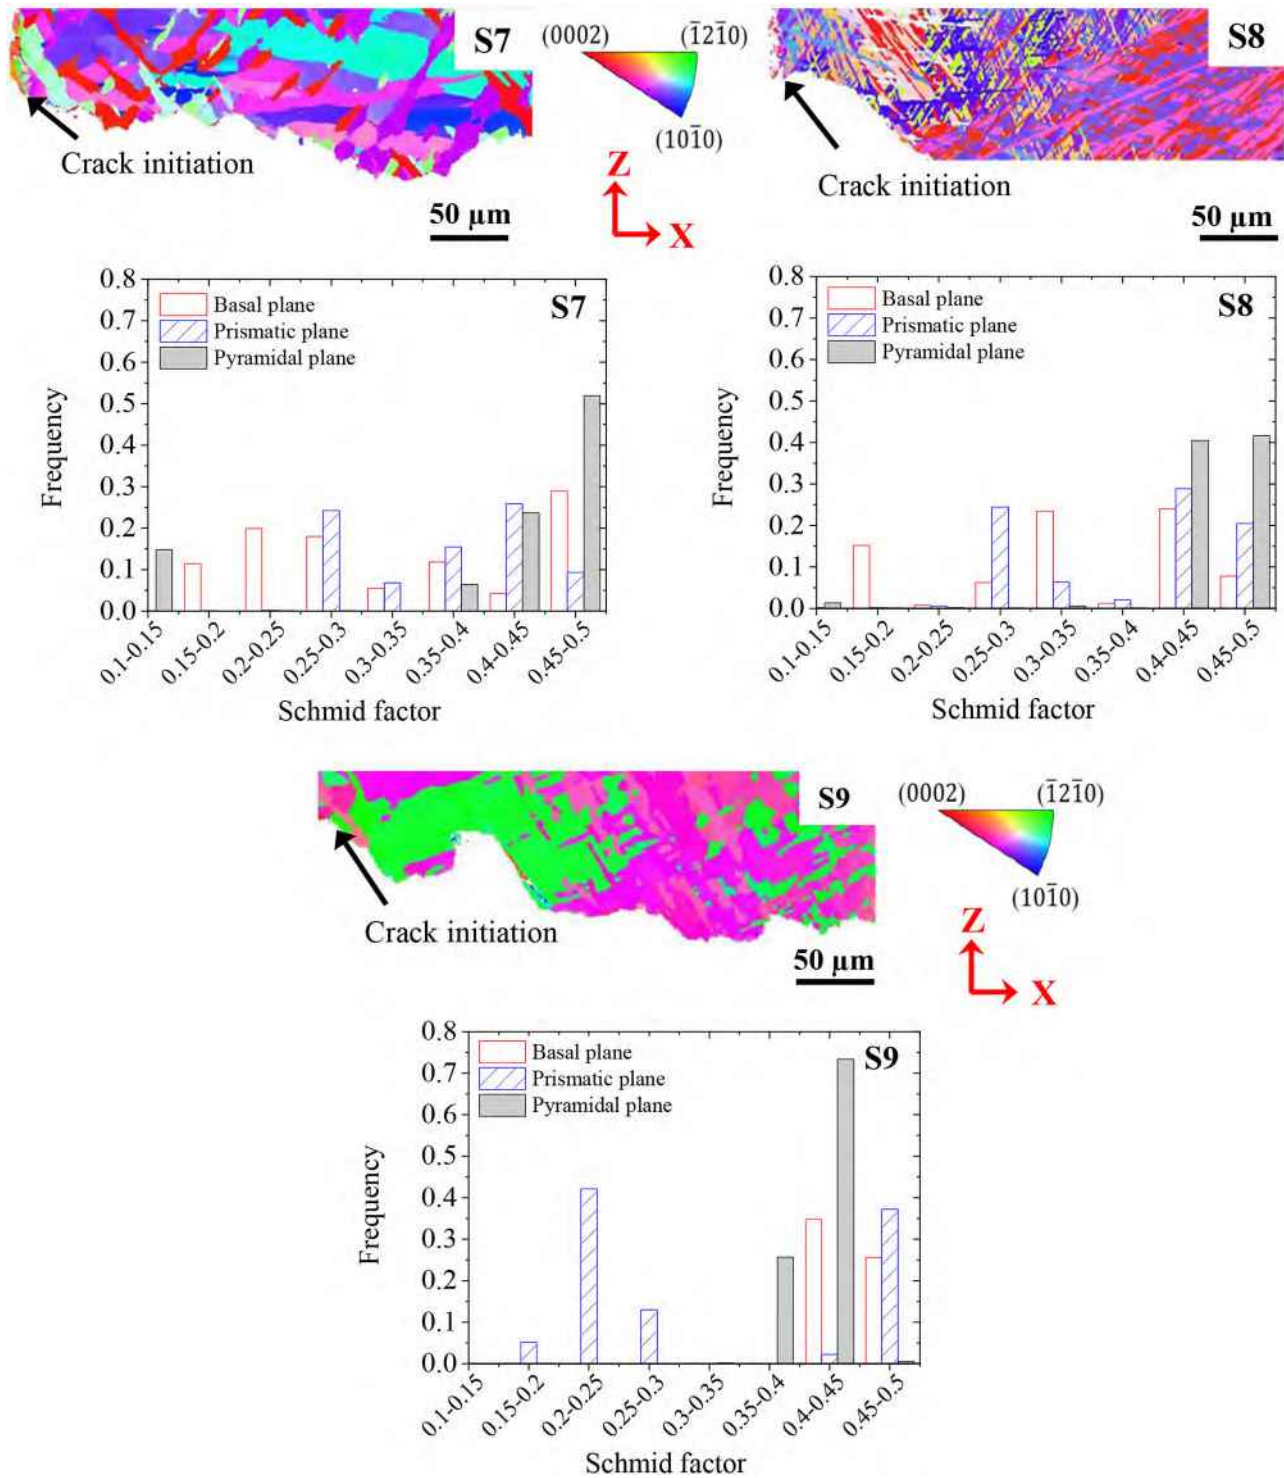 S7
(0002)
(1̄21̄0)
(101̄0)
S8
Crack initiation
Crack initiation
Z
X
50 μm
50 μm
0.8
0.7
0.6
0.5
0.4
0.3
0.2
0.1
0.0
Frequency
Basal plane
Prismatic plane
Pyramidal plane
S7
0.1-0.15
0.15-0.2
0.2-0.25
0.25-0.3
0.3-0.35
0.35-0.4
0.4-0.45
0.45-0.5
Schmid factor
0.8
0.7
0.6
0.5
0.4
0.3
0.2
0.1
0.0
Frequency
Basal plane
Prismatic plane
Pyramidal plane
S8
0.1-0.15
0.15-0.2
0.2-0.25
0.25-0.3
0.3-0.35
0.35-0.4
0.4-0.45
0.45-0.5
Schmid factor
S9
(0002)
(1̄21̄0)
(101̄0)
Crack initiation
50 μm
Z
X
0.8
0.7
0.6
0.5
0.4
0.3
0.2
0.1
0.0
Frequency
Basal plane
Prismatic plane
Pyramidal plane
S9
0.1-0.15
0.15-0.2
0.2-0.25
0.25-0.3
0.3-0.35
0.35-0.4
0.4-0.45
0.45-0.5
Schmid factor